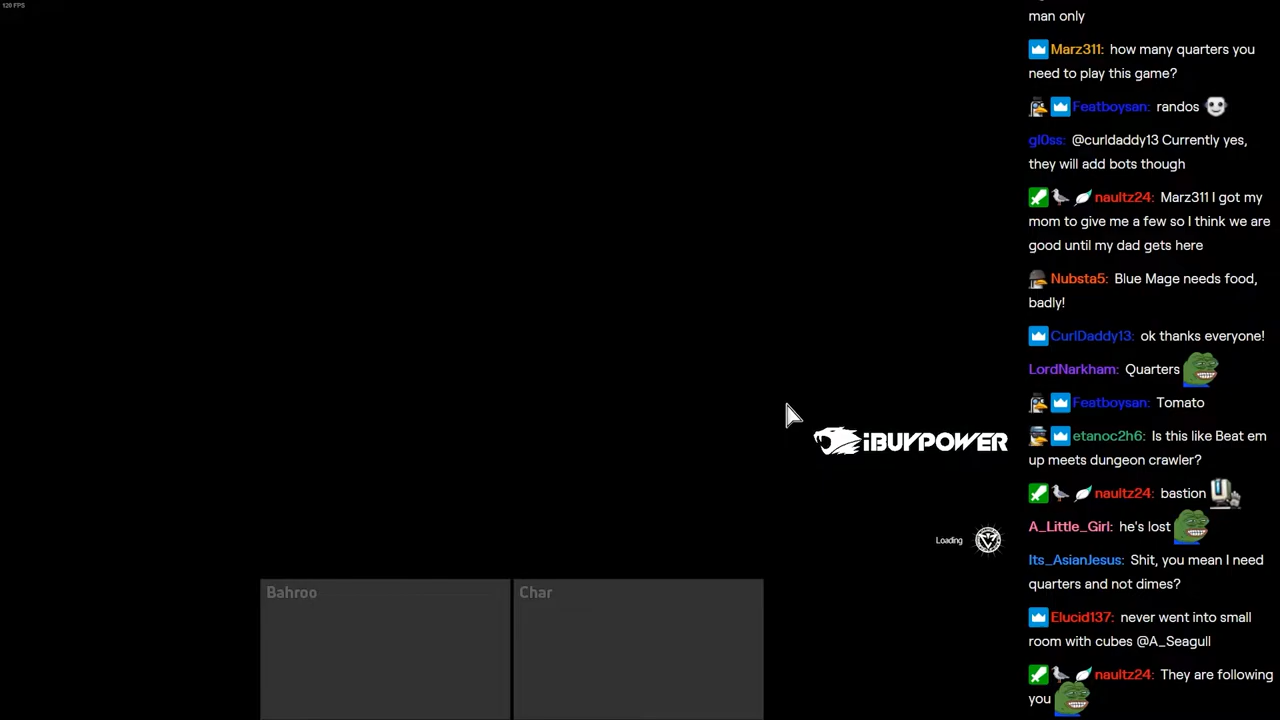 120 FPS
man only
Marz311: how many quarters you
need to play this game?
Featboysan: randos
gl0ss: @curldaddy13 Currently yes,
they will add bots though
naultz24: Marz311 I got my
mom to give me a few so I think we are
good until my dad gets here
Nubsta5: Blue Mage needs food,
badly!
CurlDaddy13: ok thanks everyone!
LordNarkham: Quarters
Featboysan: Tomato
etanoc2h6: Is this like Beat em
up meets dungeon crawler?
naultz24: bastion
A_Little_Girl: he's lost
Its_AsianJesus: Shit, you mean I need
quarters and not dimes?
Elucid137: never went into small
room with cubes @A_Seagull
naultz24: They are following
you
iBUYPOWER
Loading
Bahroo
Char